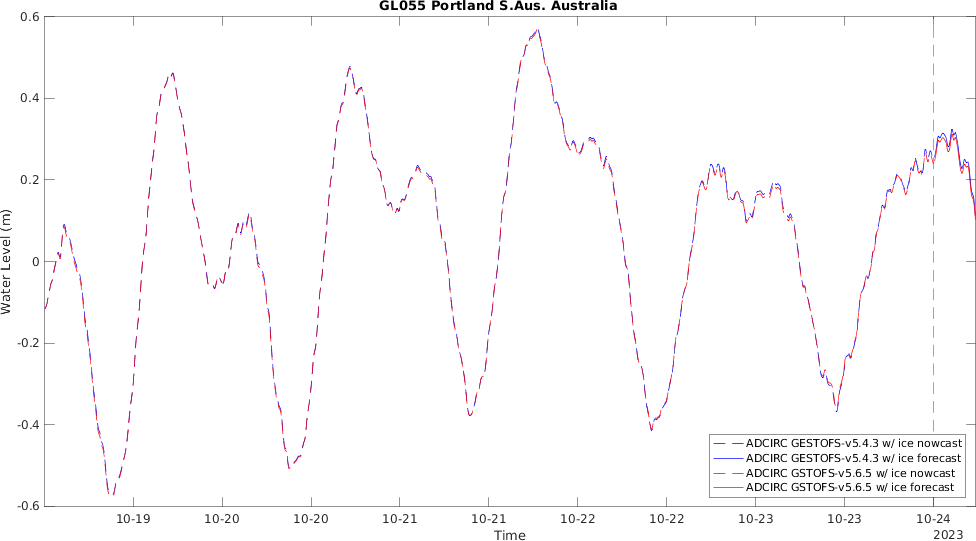 GL055 Portland S.Aus. Australia
0.6
0.4
0.2
0
-0.2
-0.4
-0.6
Water Level (m)
ADCIRC GESTOFS-v5.4.3 w/ ice nowcast
ADCIRC GESTOFS-v5.4.3 w/ ice forecast
ADCIRC GSTOFS-v5.6.5 w/ ice nowcast
ADCIRC GSTOFS-v5.6.5 w/ ice forecast
10-19 10-20 10-20 10-21 10-21 10-22 10-22 10-23 10-23 10-24
2023
Time